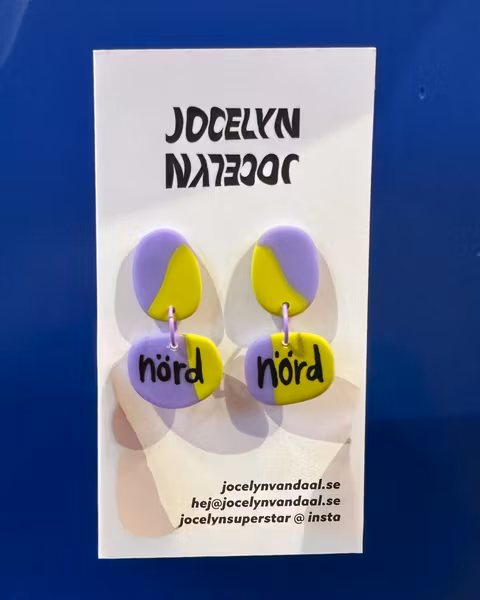 JOCELYN
JOCELYN
nörd
nörd
jocelynvandaal.se
hej@jocelynvandaal.se
jocelynsuperstar @ insta